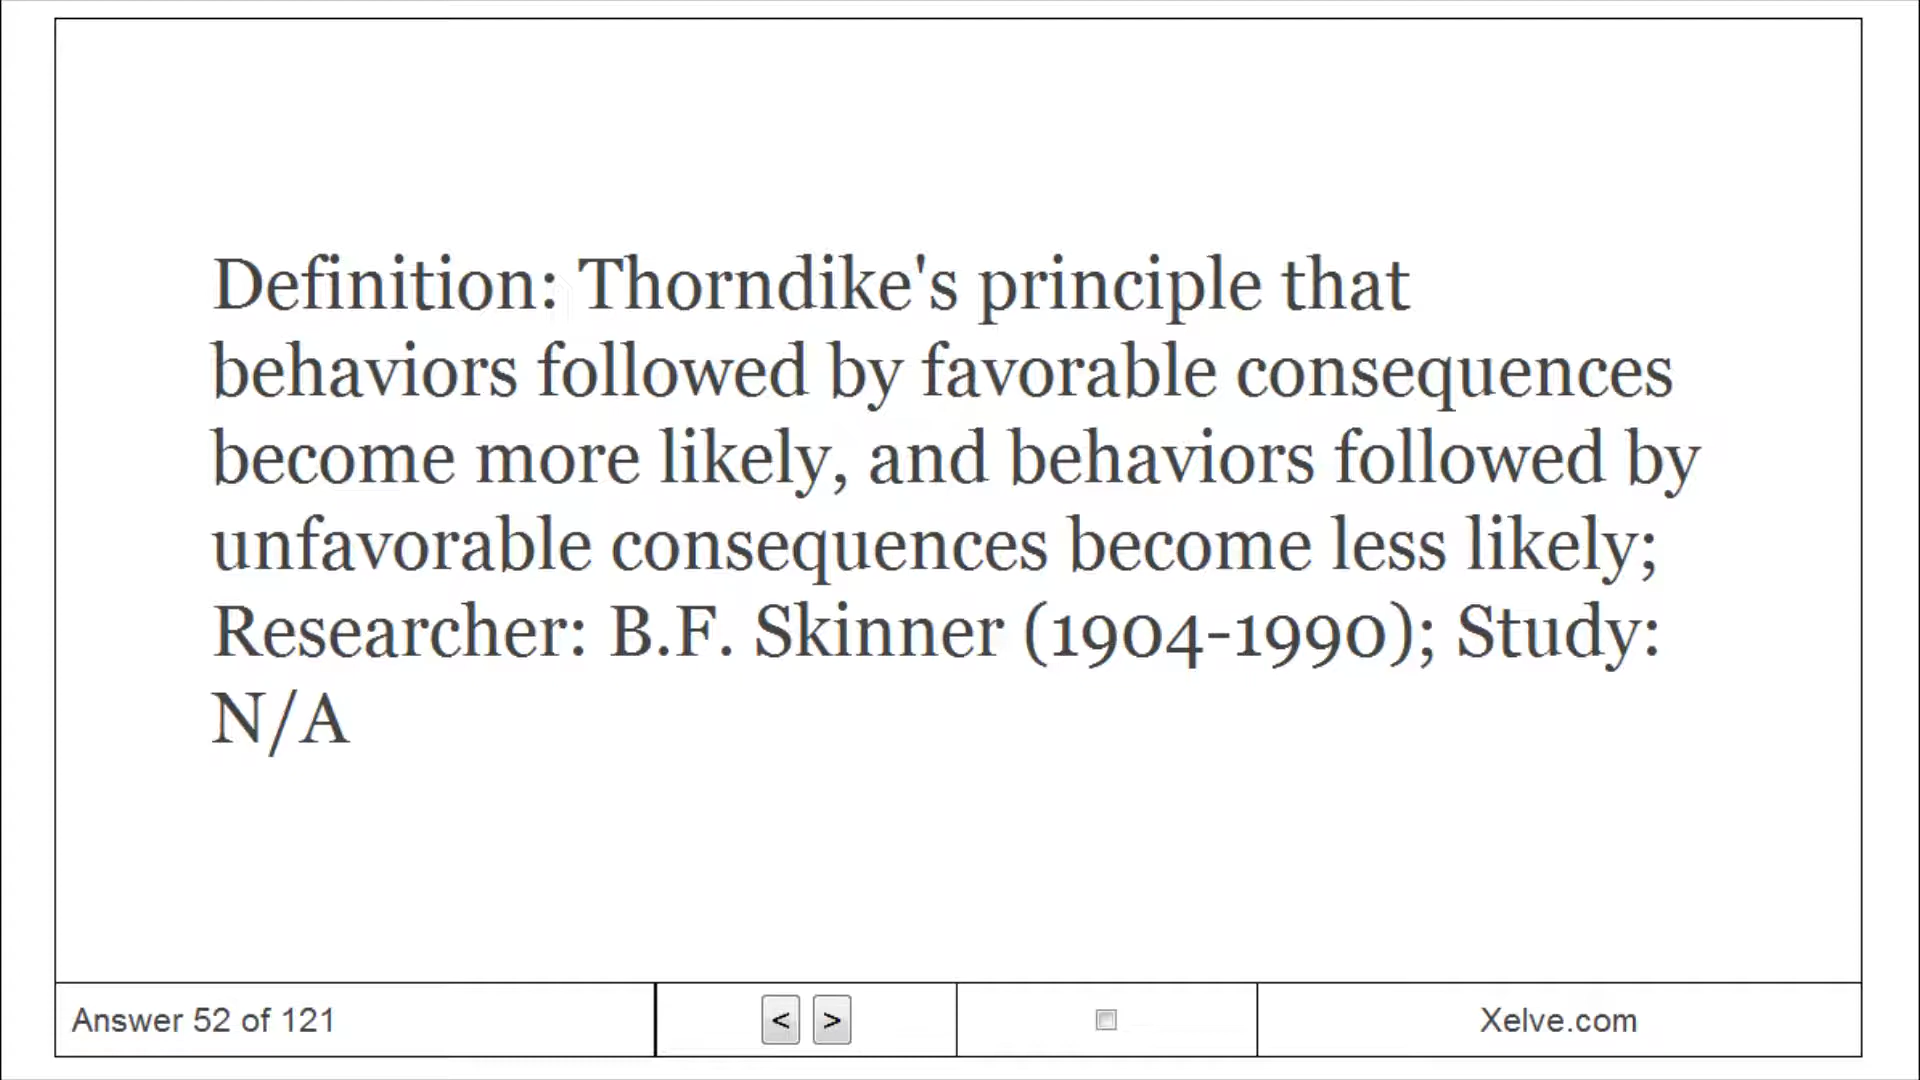 Definition: Thorndike's principle that
behaviors followed by favorable consequences
become more likely, and behaviors followed by
unfavorable consequences become less likely;
Researcher: B.F. Skinner (1904-1990); Study:
N/A
Answer 52 of 121
< >
Xelve.com